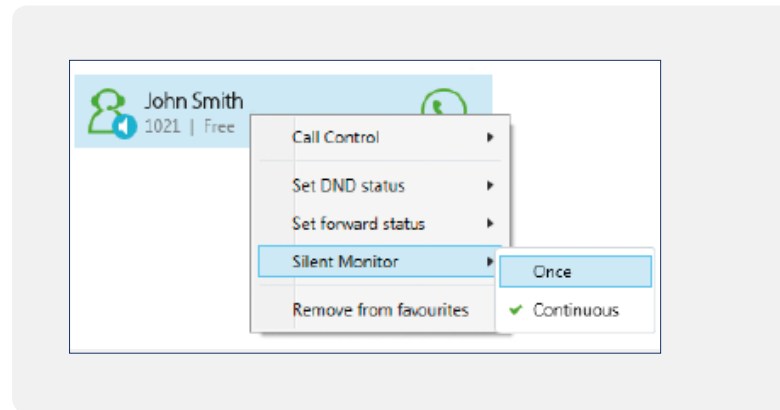 John Smith
1021 | Free
Call Control
Set DND status
Set forward status
Silent Monitor
Once
Remove from favourites
Continuous